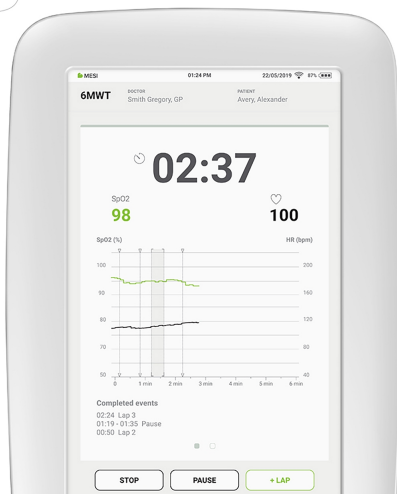 MESI 01:24 PM 22/05/2019 87%
6MWT DOCTOR PATIENT
Smith Gregory, GP Avery, Alexander
02:37
SpO2
98 100
SpO2 (%) HR (bpm)
100 200
90 160
80 120
70 80
50 40
0 1 min 2 min 3 min 4 min 5 min 6 min
Completed events
02:24 Lap 3
01:19 - 01:35 Pause
00:50 Lap 2
STOP PAUSE + LAP